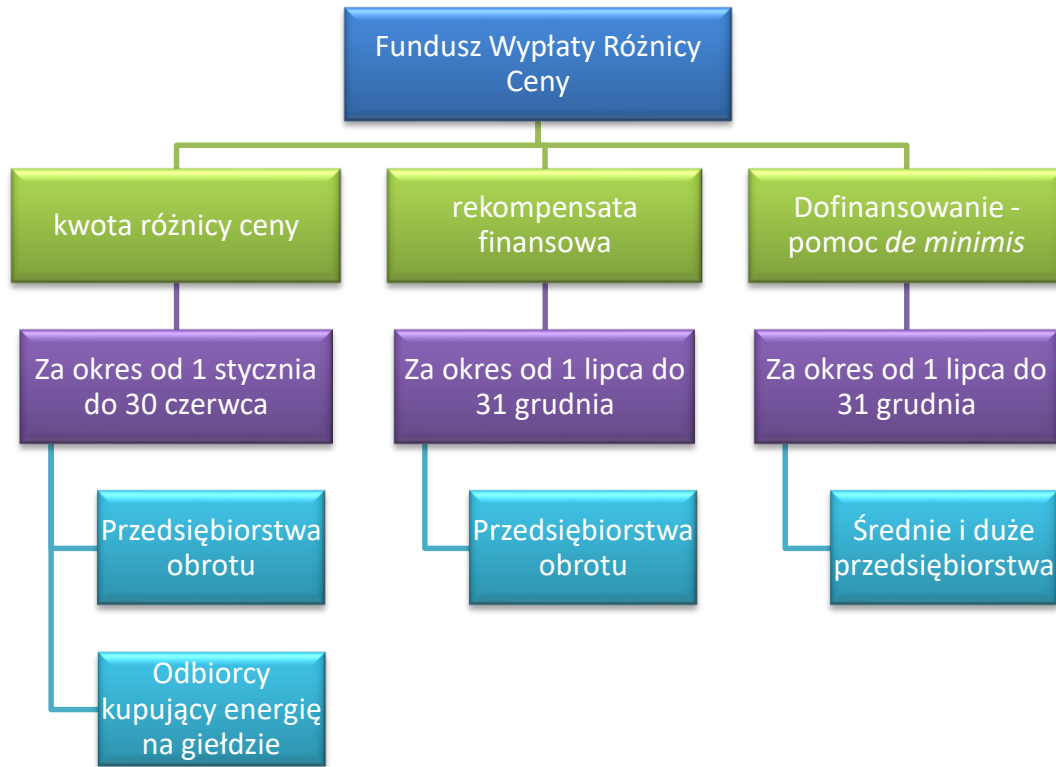 Fundusz Wypłaty Różnicy
Ceny
kwota różnicy ceny
rekompensata
finansowa
Dofinansowanie -
pomoc de minimis
Za okres od 1 stycznia
do 30 czerwca
Za okres od 1 lipca do
31 grudnia
Za okres od 1 lipca do
31 grudnia
Przedsiębiorstwa
obrotu
Przedsiębiorstwa
obrotu
Średnie i duże
przedsiębiorstwa
Odbiorcy
kupujący energię
na giełdzie